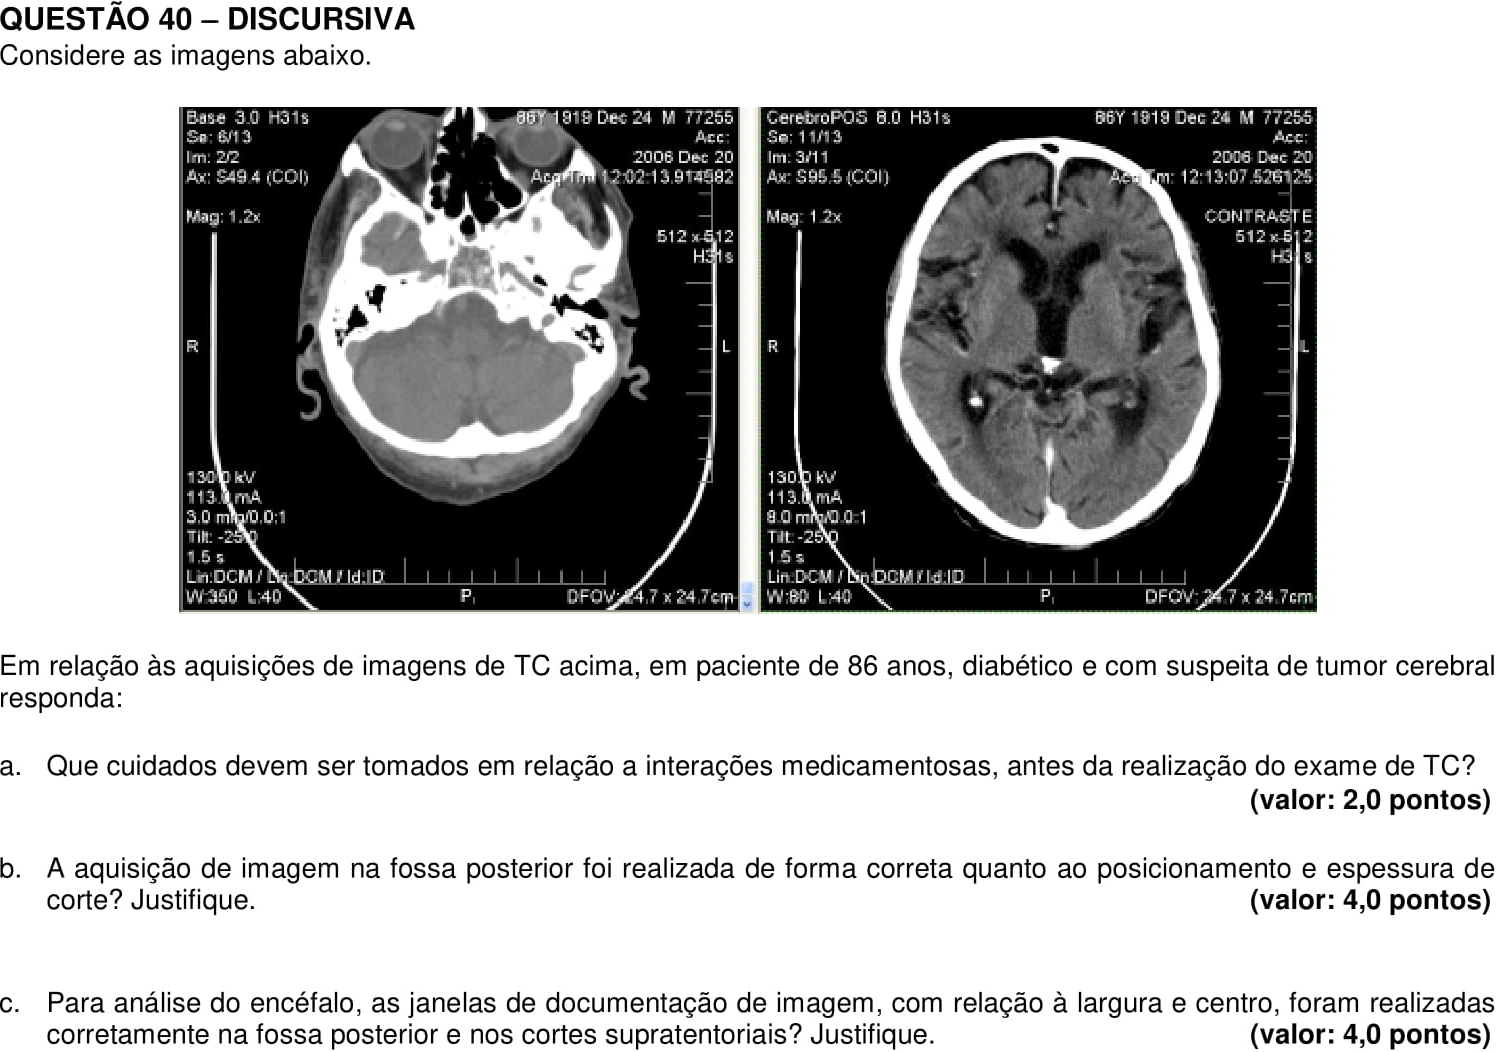 QUESTÃO 40 – DISCURSIVA
Considere as imagens abaixo.
Base 3.0 H31s
86Y 1919 Dec 24 M 77255
Se: 6/13
Acc:
Im: 2/2
2006 Dec 20
Ax: S49.4 (COI)
Acq Tm: 12:02:13.914582
Mag: 1.2x
512 x 512
H31s
R
L
130.0 kV
113.0 mA
3.0 mm/0.0:1
Tilt: -25.0
1.5 s
Lin:DCM / Lin:DCM / Id:ID
W:350 L:40
P
DFOV: 24.7 x 24.7cm
CerebroPOS 8.0 H31s
86Y 1919 Dec 24 M 77255
Se: 11/13
Acc:
Im: 3/11
2006 Dec 20
Ax: S95.5 (COI)
Acq Tm: 12:13:07.526125
Mag: 1.2x
CONTRASTE
512 x 512
H31s
R
L
130.0 kV
113.0 mA
8.0 mm/0.0:1
Tilt: -25.0
1.5 s
Lin:DCM / Lin:DCM / Id:ID
W:80 L:40
P
DFOV: 24.7 x 24.7cm
Em relação às aquisições de imagens de TC acima, em paciente de 86 anos, diabético e com suspeita de tumor cerebral
responda:
a. Que cuidados devem ser tomados em relação a interações medicamentosas, antes da realização do exame de TC?
(valor: 2,0 pontos)
b. A aquisição de imagem na fossa posterior foi realizada de forma correta quanto ao posicionamento e espessura de
corte? Justifique. (valor: 4,0 pontos)
c. Para análise do encéfalo, as janelas de documentação de imagem, com relação à largura e centro, foram realizadas
corretamente na fossa posterior e nos cortes supratentoriais? Justifique. (valor: 4,0 pontos)